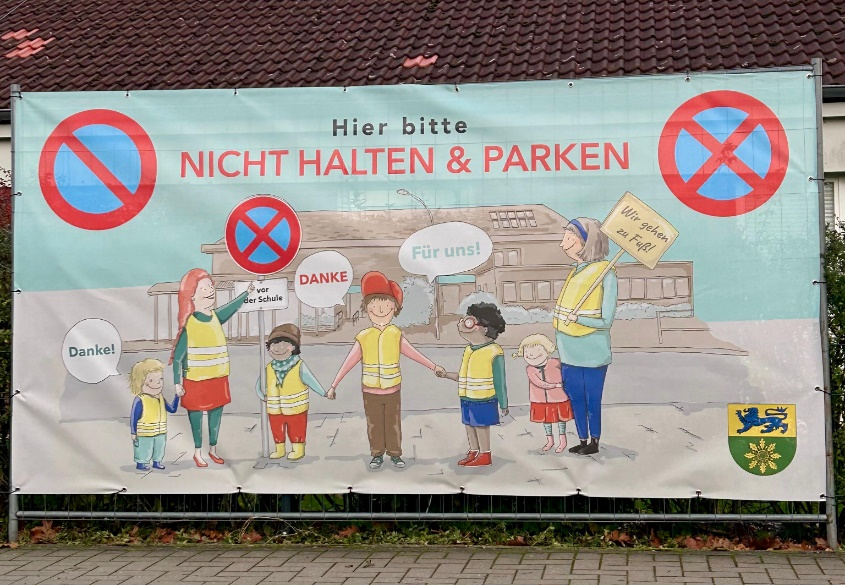 Hier bitte
NICHT HALTEN & PARKEN
Wir gehen
zu Fuß!
Für uns!
DANKE
vor
der Schule
Danke!